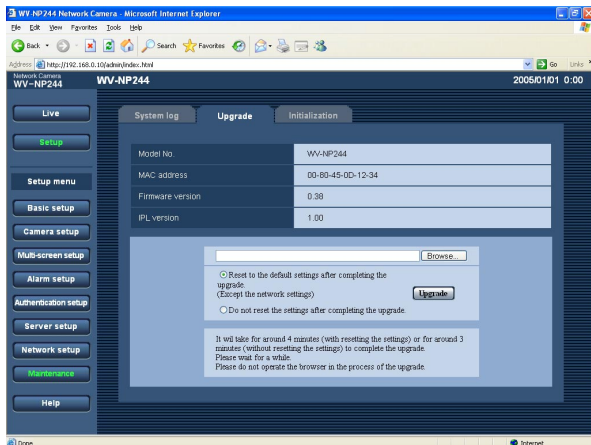 WV-NP244 Network Camera - Microsoft Internet Explorer
File Edit View Favorites Tools Help
Back Search Favorites
Address http://192.168.0.10/admin/index.html Go Links
Network Camera
WV-NP244
WV-NP244
2005/01/01 0:00
Live
Setup
Setup menu
Basic setup
Camera setup
Multi-screen setup
Alarm setup
Authentication setup
Server setup
Network setup
Maintenance
Help
System log Upgrade Initialization
Model No. WV-NP244
MAC address 00-80-45-0D-12-34
Firmware version 0.38
IPL version 1.00
Browse...
Reset to the default settings after completing the
upgrade.
(Except the network settings)
Upgrade
Do not reset the settings after completing the upgrade.
It wil take for around 4 minutes (with resetting the settings) or for around 3
minutes (without resetting the settings) to complete the upgrade.
Please wait for a while.
Please do not operate the browser in the process of the upgrade.
Done Internet